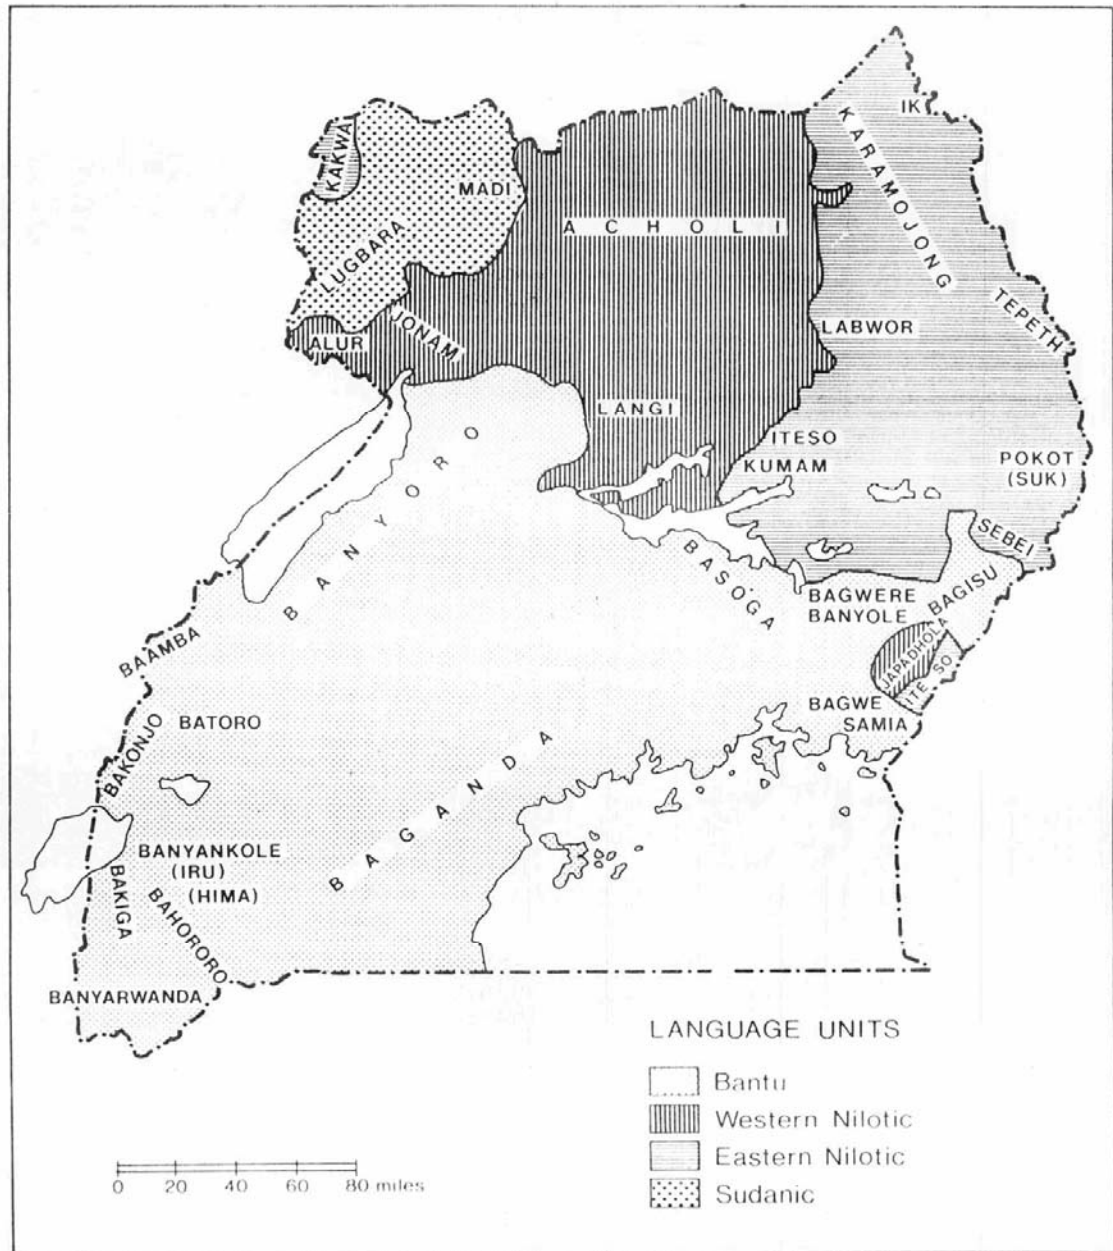 IK
KARAMOJONG
KAKWA
MADI
ACHOLI
LUGBARA
TEPETH
JONAM
LABWOR
ALUR
LANGI
BANYORO
ITESO
KUMAM
POKOT
(SUK)
SEBEI
BASOGA
BAGWERE
BANYOLE
BAGISU
BAAMBA
JAPADHOLA
ITESO
BAKONJO
BATORO
BAGWE
SAMIA
BAGANDA
BANYANKOLE
(IRU)
(HIMA)
BAKIGA
BAHORORO
BANYARWANDA
LANGUAGE UNITS
Bantu
Western Nilotic
Eastern Nilotic
Sudanic
0 20 40 60 80 miles